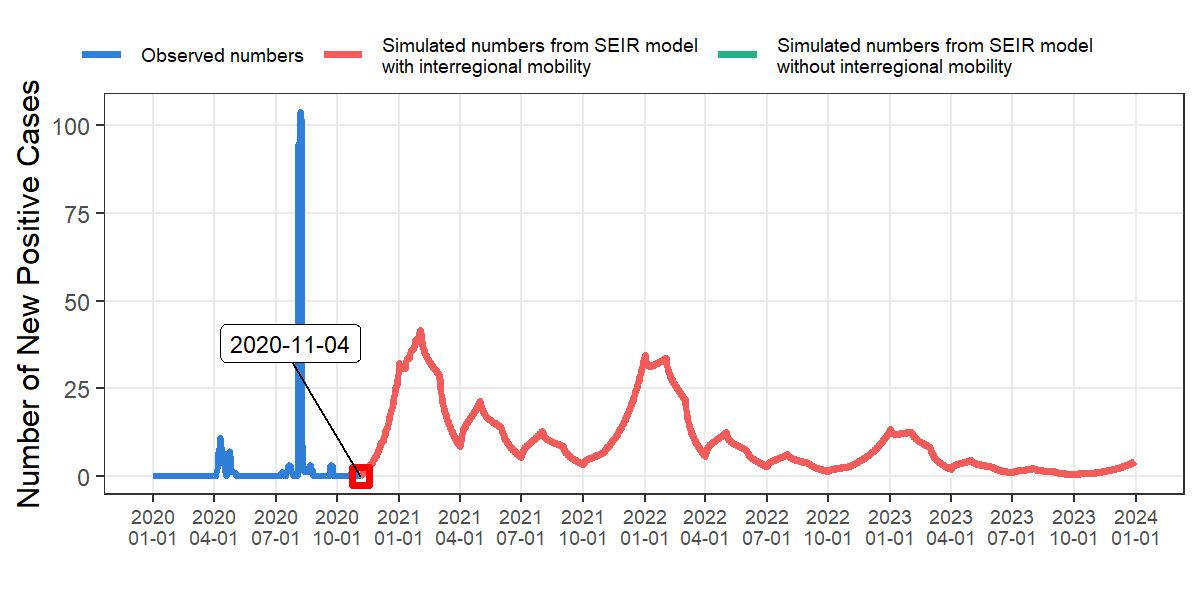 Observed numbers
Simulated numbers from SEIR model
with interregional mobility
Simulated numbers from SEIR model
without interregional mobility
Number of New Positive Cases
100
75
50
25
0
2020-11-04
2020 2020 2020 2020 2021 2021 2021 2021 2022 2022 2022 2022 2023 2023 2023 2023 2024
01-01 04-01 07-01 10-01 01-01 04-01 07-01 10-01 01-01 04-01 07-01 10-01 01-01 04-01 07-01 10-01 01-01